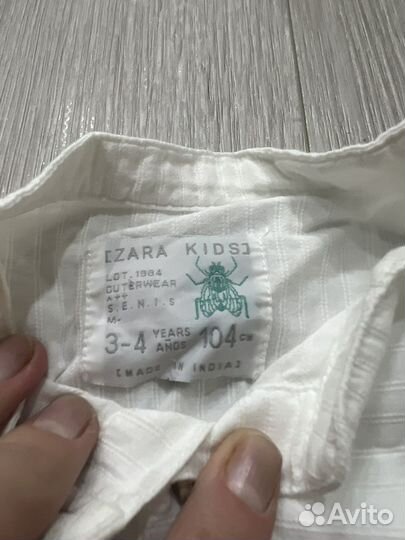 [ZARA KIDS]
LOT. 1984
OUTERWEAR
A++
S.E.N.I.S
M-
3-4 YEARS AÑOS 104 CM
[MADE IN INDIA]
Avito